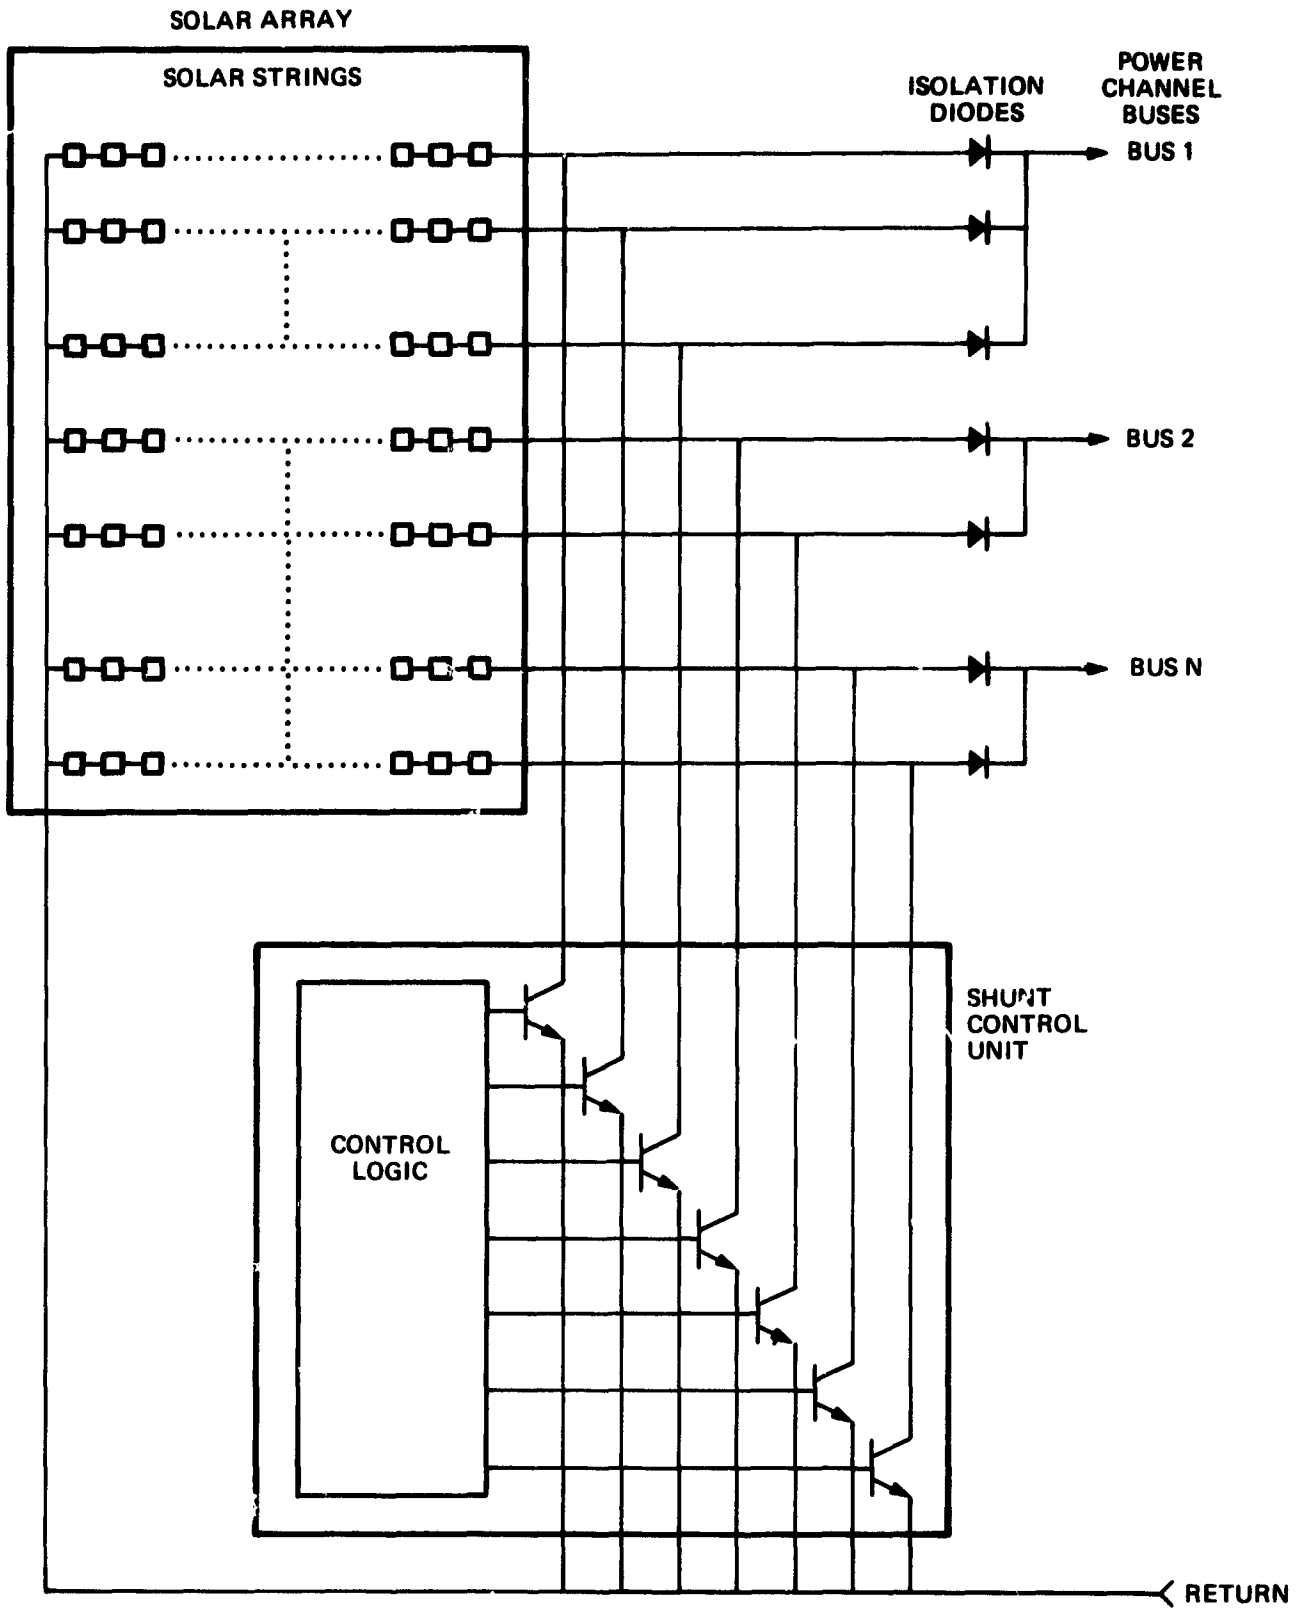 SOLAR ARRAY
SOLAR STRINGS
ISOLATION
DIODES
POWER
CHANNEL
BUSES
BUS 1
BUS 2
BUS N
SHUNT
CONTROL
UNIT
CONTROL
LOGIC
RETURN